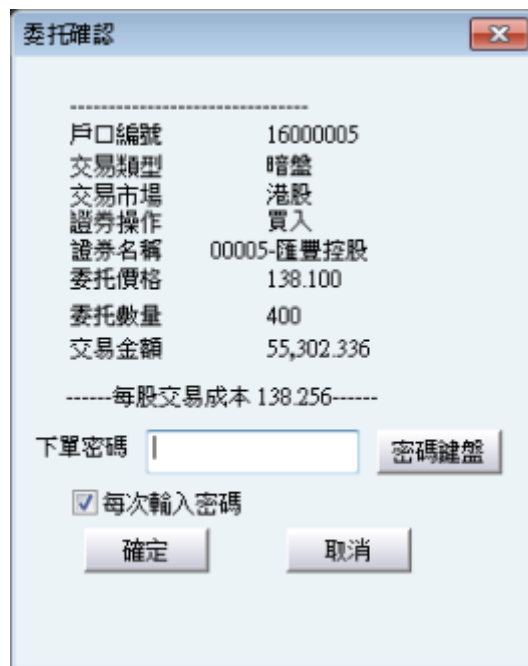 委托確認
------------------------------
戶口編號 16000005
交易類型 暗盤
交易市場 港股
證券操作 買入
證券名稱 00005-匯豐控股
委托價格 138.100
委托數量 400
交易金額 55,302.336
------每股交易成本 138.256------
下單密碼 密碼鍵盤
每次輸入密碼
確定 取消